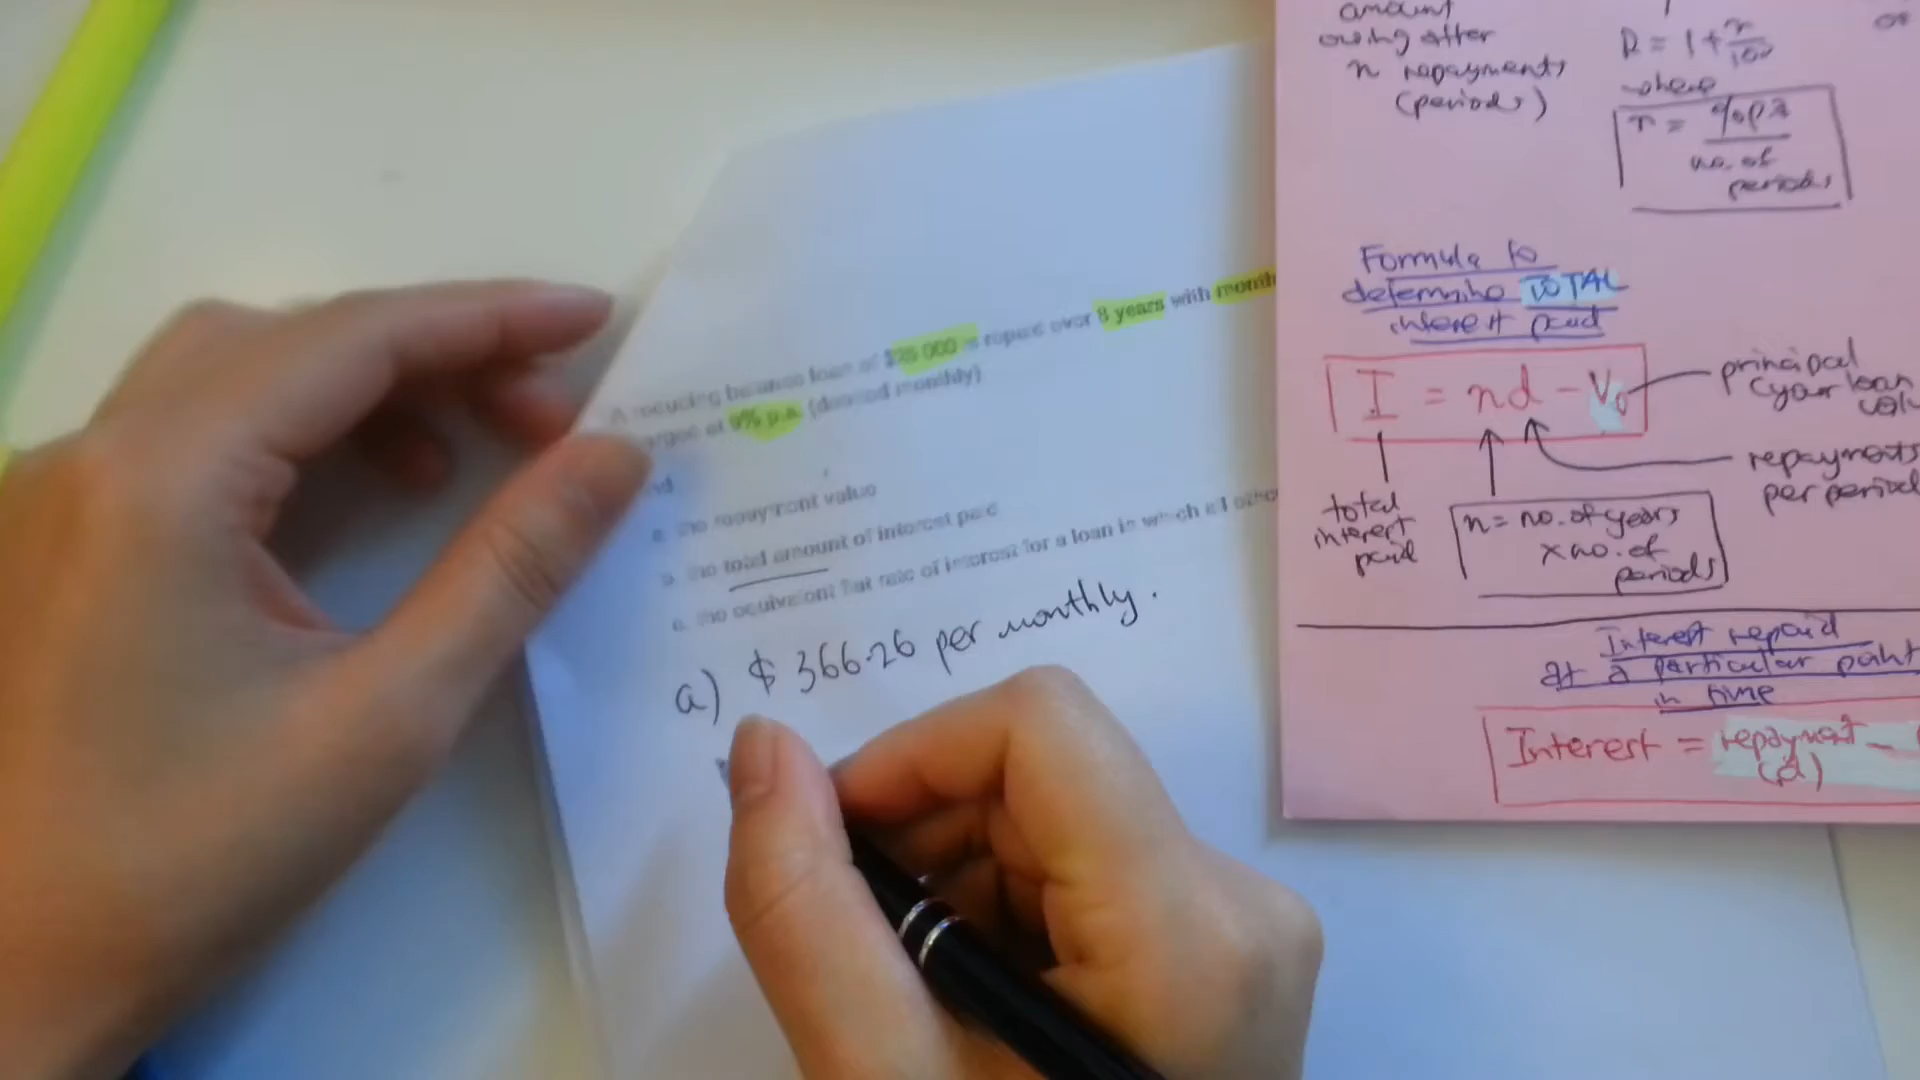 A reducing balance loan of $25 000 is repaid over 8 years with month
at 9% p.a. (debited monthly)
a. the repayment value
b. the total amount of interest paid
c. the equivalent flat rate of interest for a loan in which all other
a) $ 366.26 per monthly.
amount
owing after
n repayments
(periods)
R = 1 + r/100
where
r = %pa
no. of
periods
Formula to
determine TOTAL
interest paid
I = nd - V₀
principal
(your loan
total
interest
paid
n = no. of years
x no. of
periods
repayments
per period
Interest repaid
at a particular point
in time
Interest = repayment -
(d)